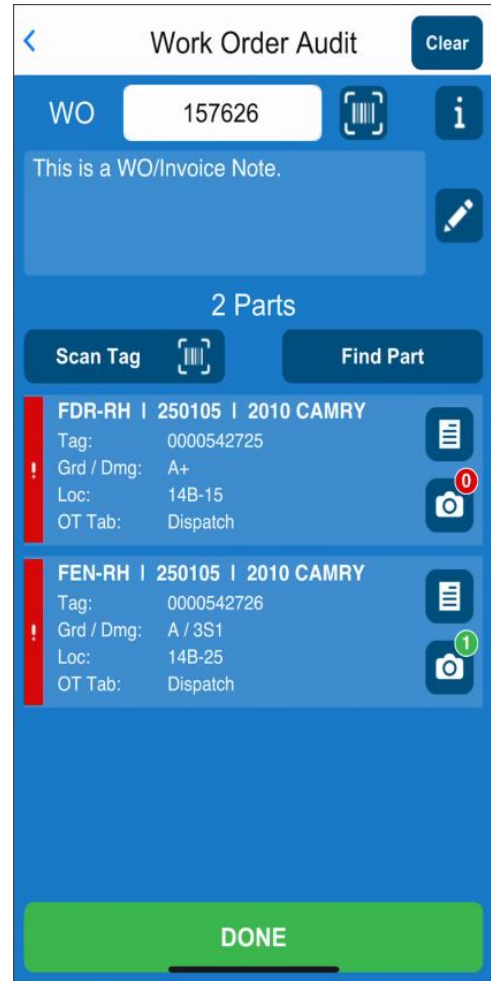 Work Order Audit
Clear
WO
157626
i
This is a WO/Invoice Note.
2 Parts
Scan Tag
Find Part
FDR-RH | 250105 | 2010 CAMRY
Tag: 0000542725
! Grd / Dmg: A+
0
Loc: 14B-15
OT Tab: Dispatch
FEN-RH | 250105 | 2010 CAMRY
Tag: 0000542726
! Grd / Dmg: A / 3S1
1
Loc: 14B-25
OT Tab: Dispatch
DONE